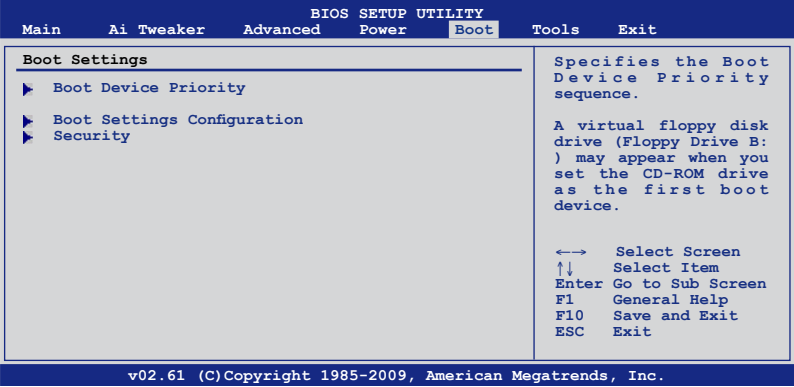 BIOS SETUP UTILITY
Main Ai Tweaker Advanced Power Boot Tools Exit
Boot Settings
Boot Device Priority
Boot Settings Configuration
Security
Specifies the Boot
Device Priority
sequence.
A virtual floppy disk
drive (Floppy Drive B:
) may appear when you
set the CD-ROM drive
as the first boot
device.
←→ Select Screen
↑↓ Select Item
Enter Go to Sub Screen
F1 General Help
F10 Save and Exit
ESC Exit
v02.61 (C)Copyright 1985-2009, American Megatrends, Inc.